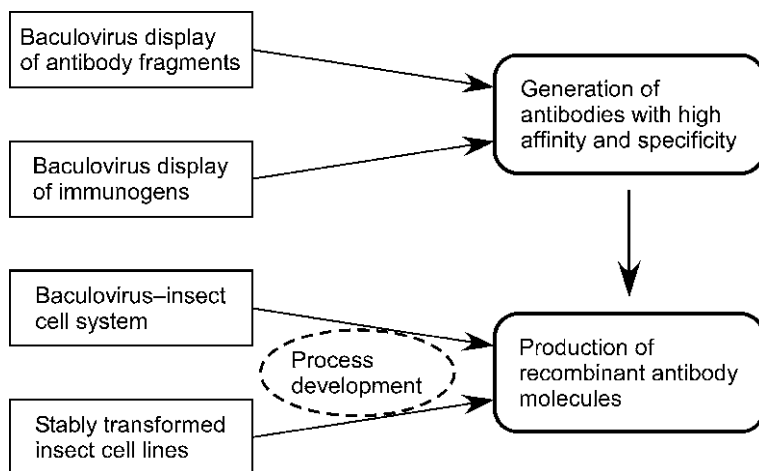 Baculovirus display
of antibody fragments
Generation of
antibodies with high
affinity and specificity
Baculovirus display
of immunogens
Baculovirus–insect
cell system
Process
development
Production of
recombinant antibody
molecules
Stably transformed
insect cell lines